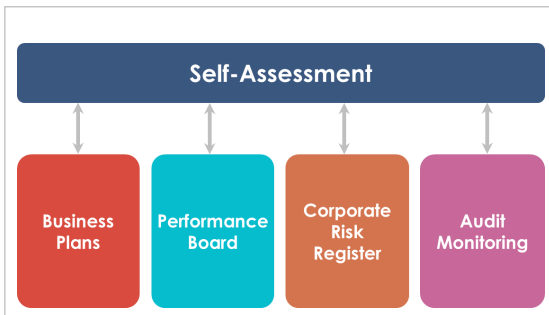 Self-Assessment
Business
Plans
Performance
Board
Corporate
Risk
Register
Audit
Monitoring